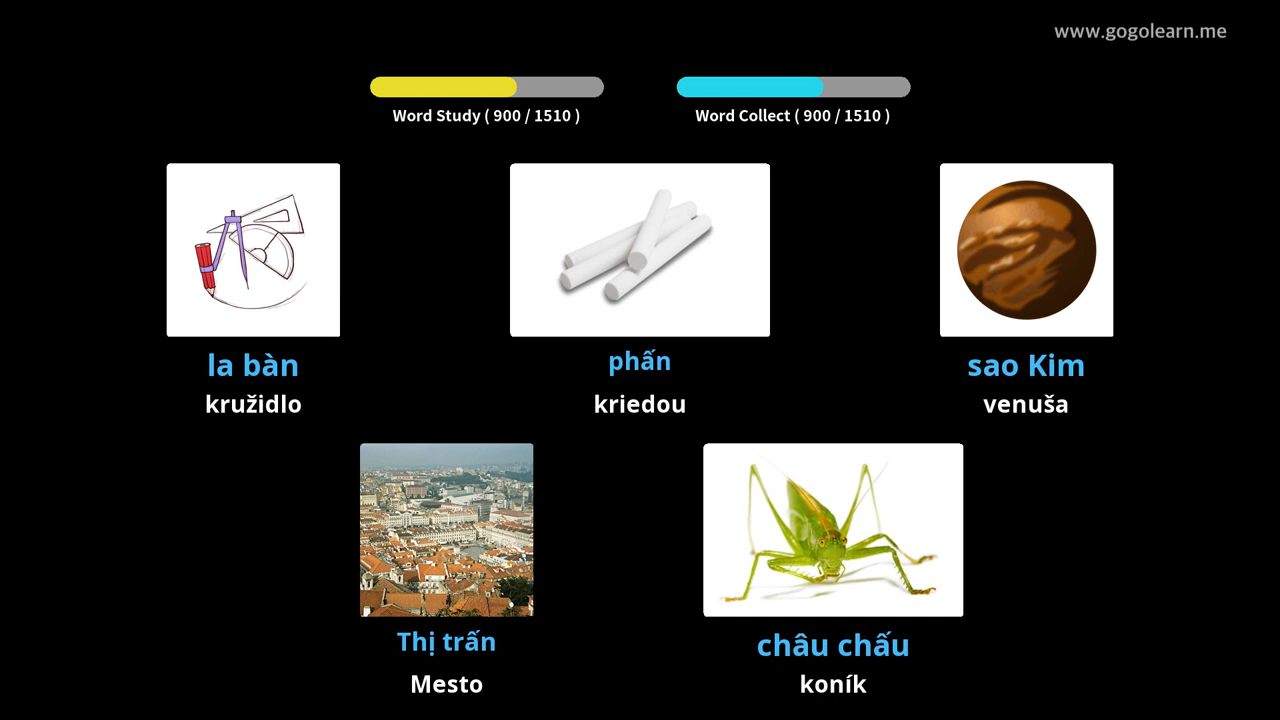 www.gogolearn.me
Word Study ( 900 / 1510 )
Word Collect ( 900 / 1510 )
la bàn
kružidlo
phấn
kriedou
sao Kim
venuša
Thị trấn
Mesto
châu chấu
koník